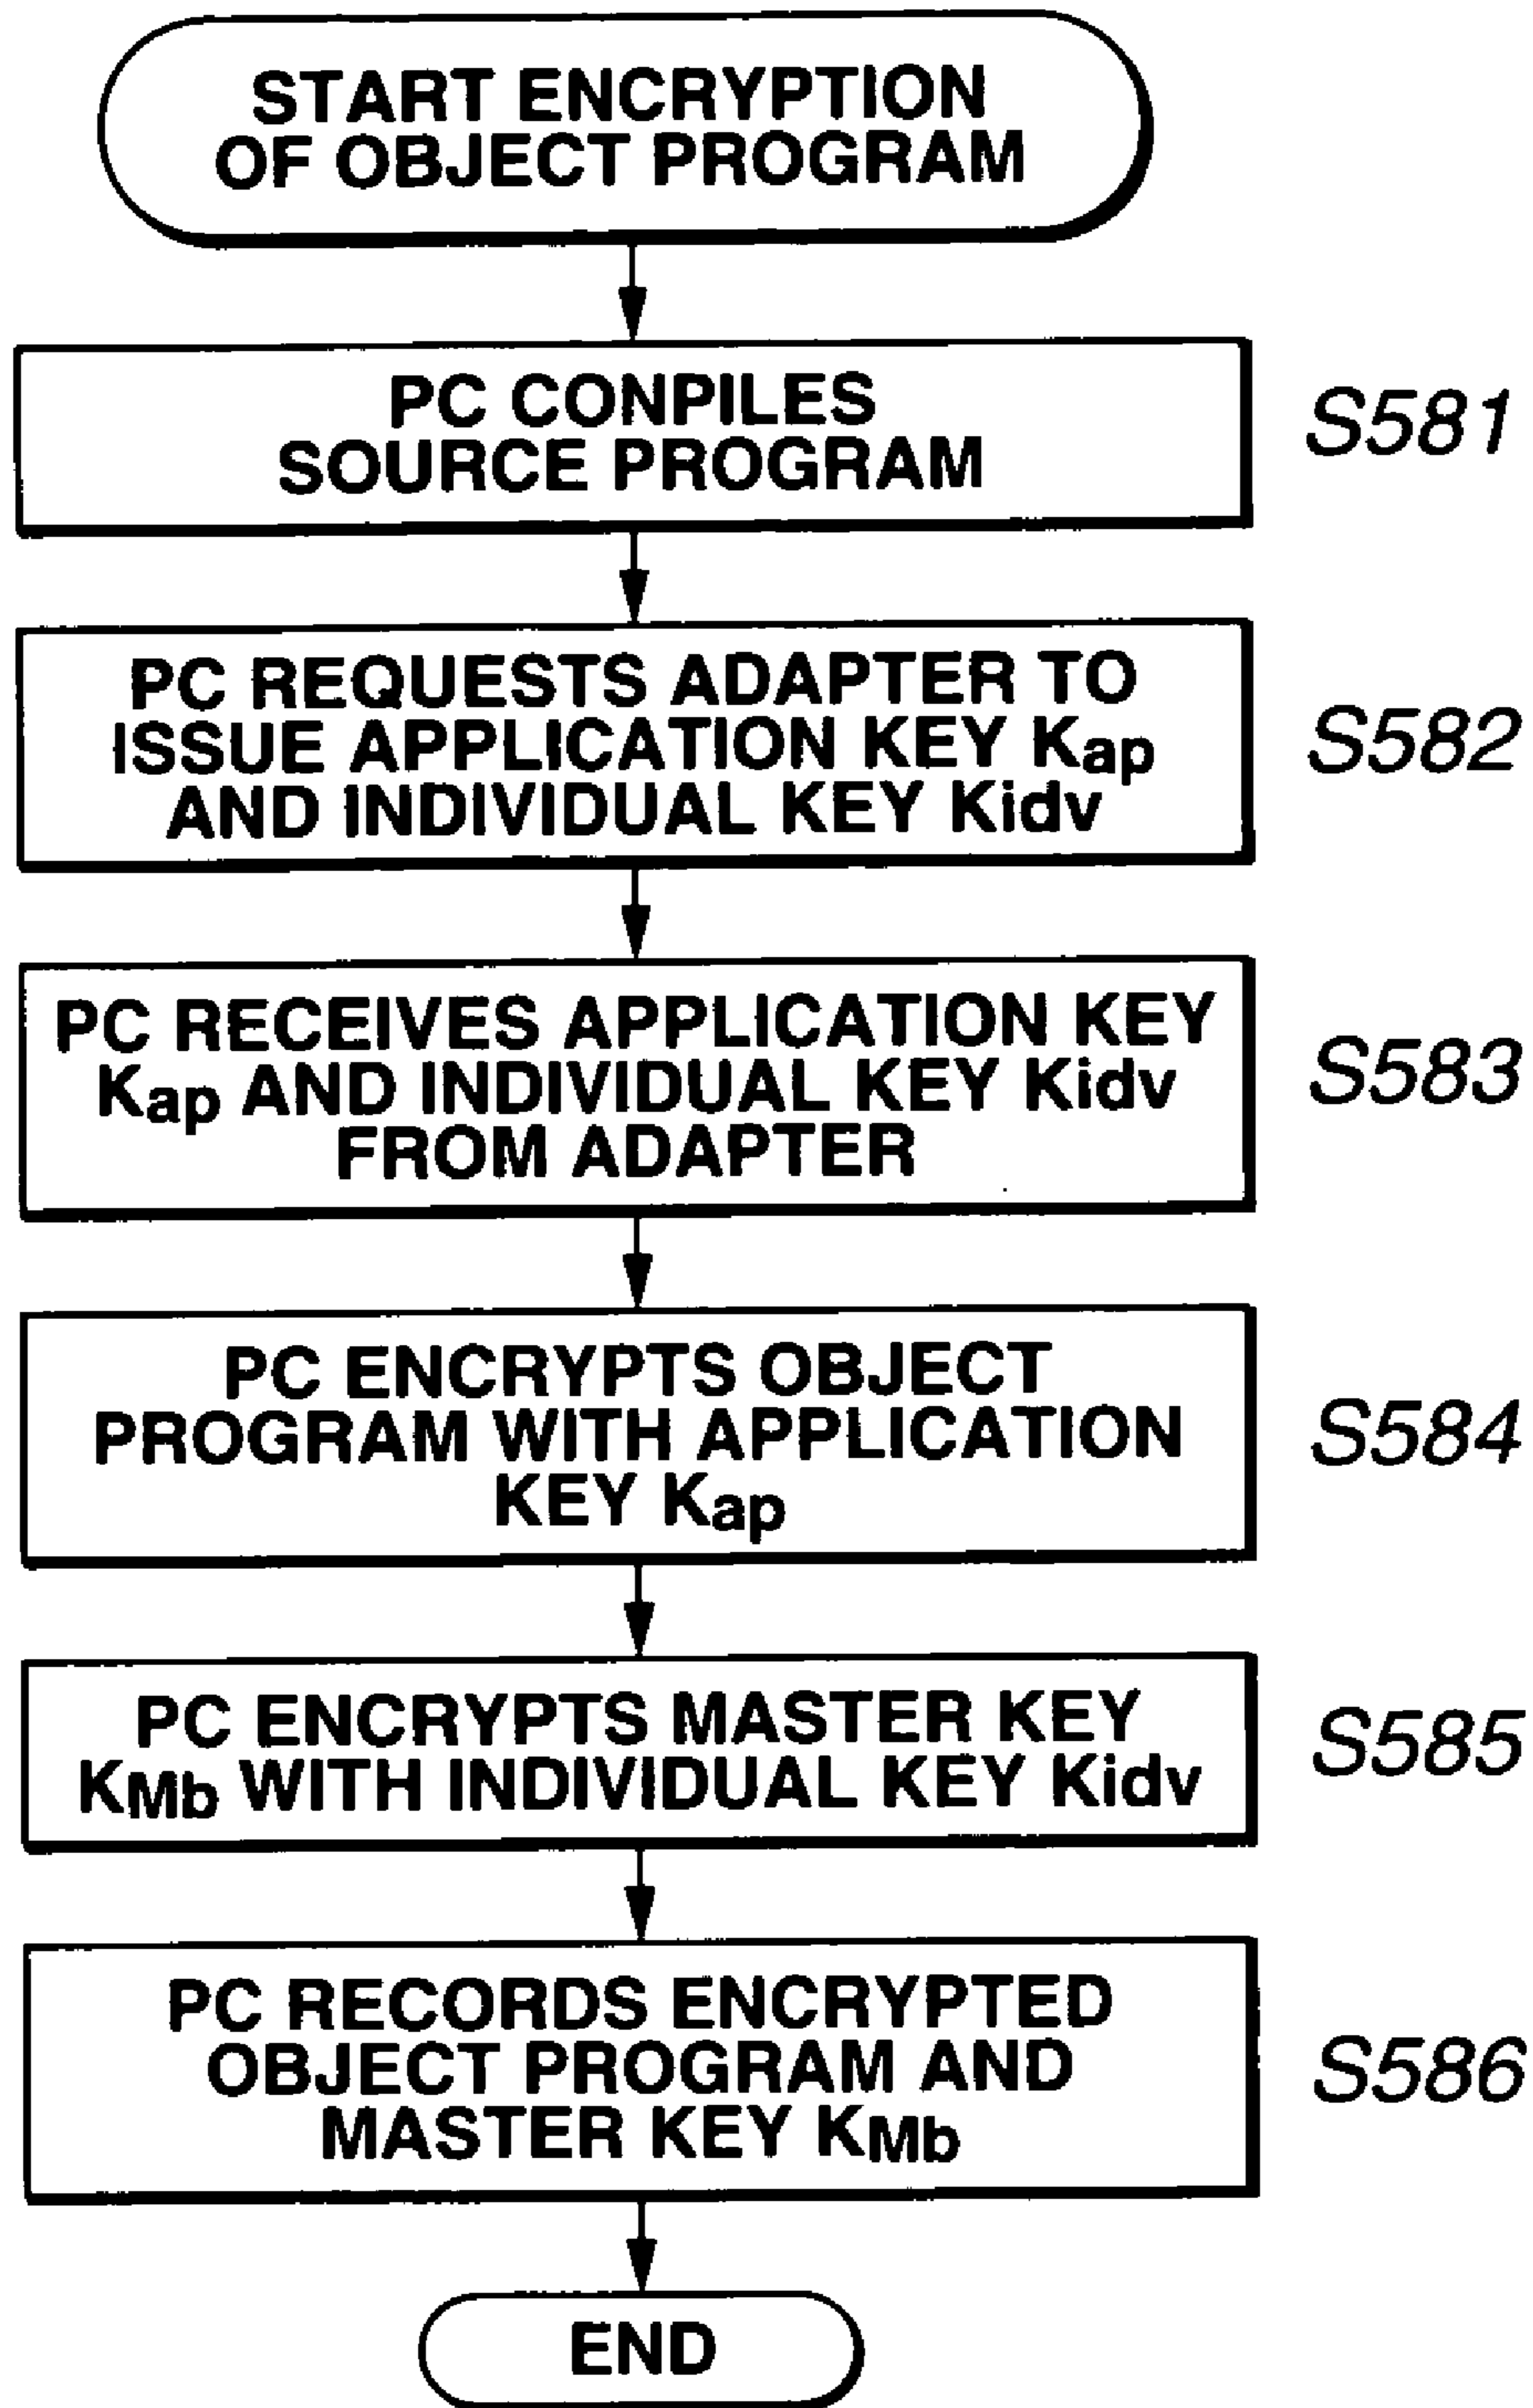 START ENCRYPTION
OF OBJECT PROGRAM
PC CONPILES
SOURCE PROGRAM
S581
PC REQUESTS ADAPTER TO
ISSUE APPLICATION KEY Kap
AND INDIVIDUAL KEY Kidv
S582
PC RECEIVES APPLICATION KEY
Kap AND INDIVIDUAL KEY Kidv
FROM ADAPTER
S583
PC ENCRYPTS OBJECT
PROGRAM WITH APPLICATION
KEY Kap
S584
PC ENCRYPTS MASTER KEY
KMb WITH INDIVIDUAL KEY Kidv
S585
PC RECORDS ENCRYPTED
OBJECT PROGRAM AND
MASTER KEY KMb
S586
END